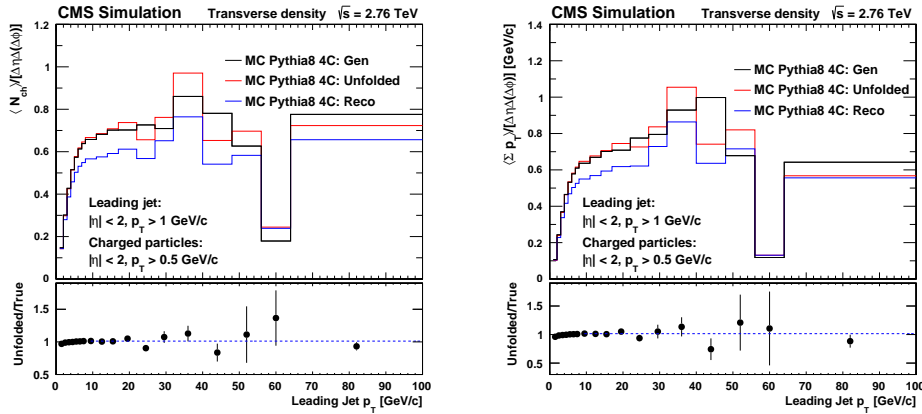 CMS Simulation Transverse density √s = 2.76 TeV
⟨ N_ch⟩/[ΔηΔ(Δϕ)]
1.2
1
0.8
0.6
0.4
0.2
0
MC Pythia8 4C: Gen
MC Pythia8 4C: Unfolded
MC Pythia8 4C: Reco
Leading jet:
|η| < 2, p_T > 1 GeV/c
Charged particles:
|η| < 2, p_T > 0.5 GeV/c
Unfolded/True
1.5
1
0.5
0 10 20 30 40 50 60 70 80 90 100
Leading Jet p_T [GeV/c]
CMS Simulation Transverse density √s = 2.76 TeV
⟨Σ p_T⟩/[ΔηΔ(Δϕ)] [GeV/c]
1.4
1.2
1
0.8
0.6
0.4
0.2
0
MC Pythia8 4C: Gen
MC Pythia8 4C: Unfolded
MC Pythia8 4C: Reco
Leading jet:
|η| < 2, p_T > 1 GeV/c
Charged particles:
|η| < 2, p_T > 0.5 GeV/c
Unfolded/True
1.5
1
0.5
0 10 20 30 40 50 60 70 80 90 100
Leading Jet p_T [GeV/c]